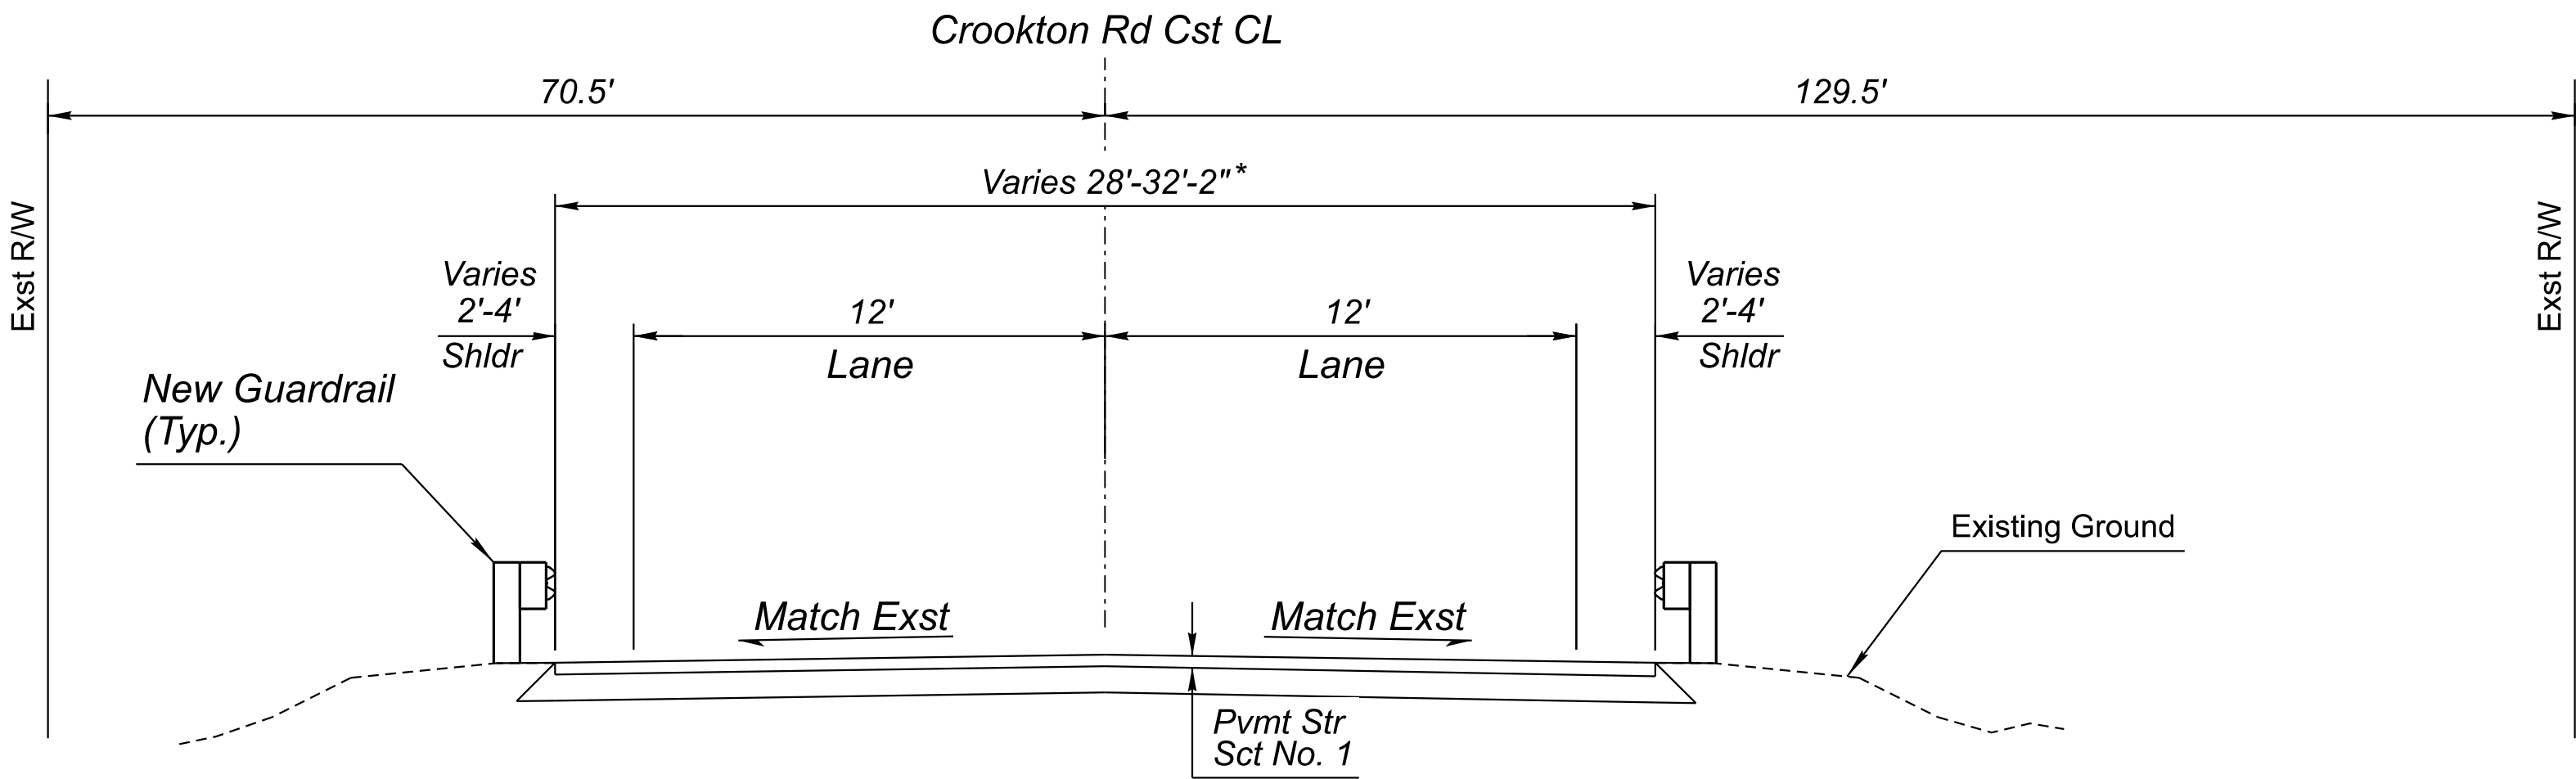 Crookton Rd Cst CL
70.5'
129.5'
Varies 28'-32'-2"*
Exst R/W
Exst R/W
Varies
2'-4'
Shldr
12'
Lane
12'
Lane
Varies
2'-4'
Shldr
New Guardrail
(Typ.)
Existing Ground
Match Exst
Match Exst
Pvmt Str
Sct No. 1